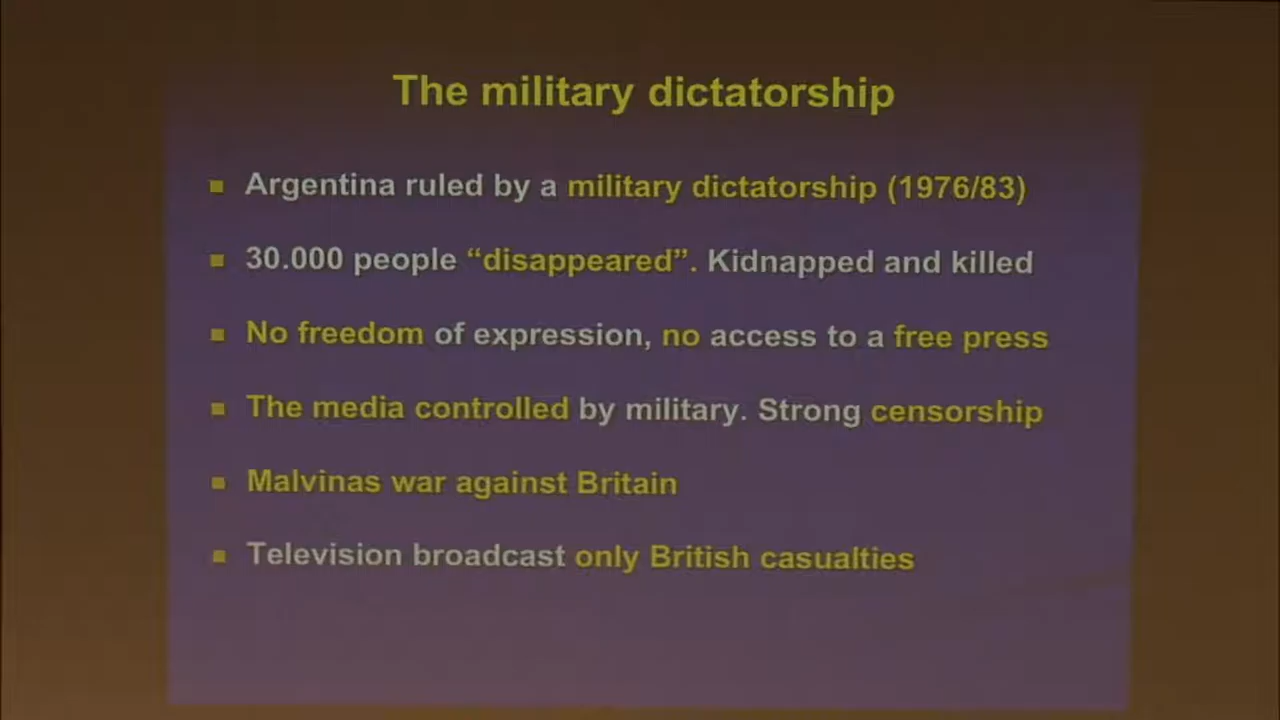 The military dictatorship
▪ Argentina ruled by a military dictatorship (1976/83)
▪ 30.000 people “disappeared”. Kidnapped and killed
▪ No freedom of expression, no access to a free press
▪ The media controlled by military. Strong censorship
▪ Malvinas war against Britain
▪ Television broadcast only British casualties